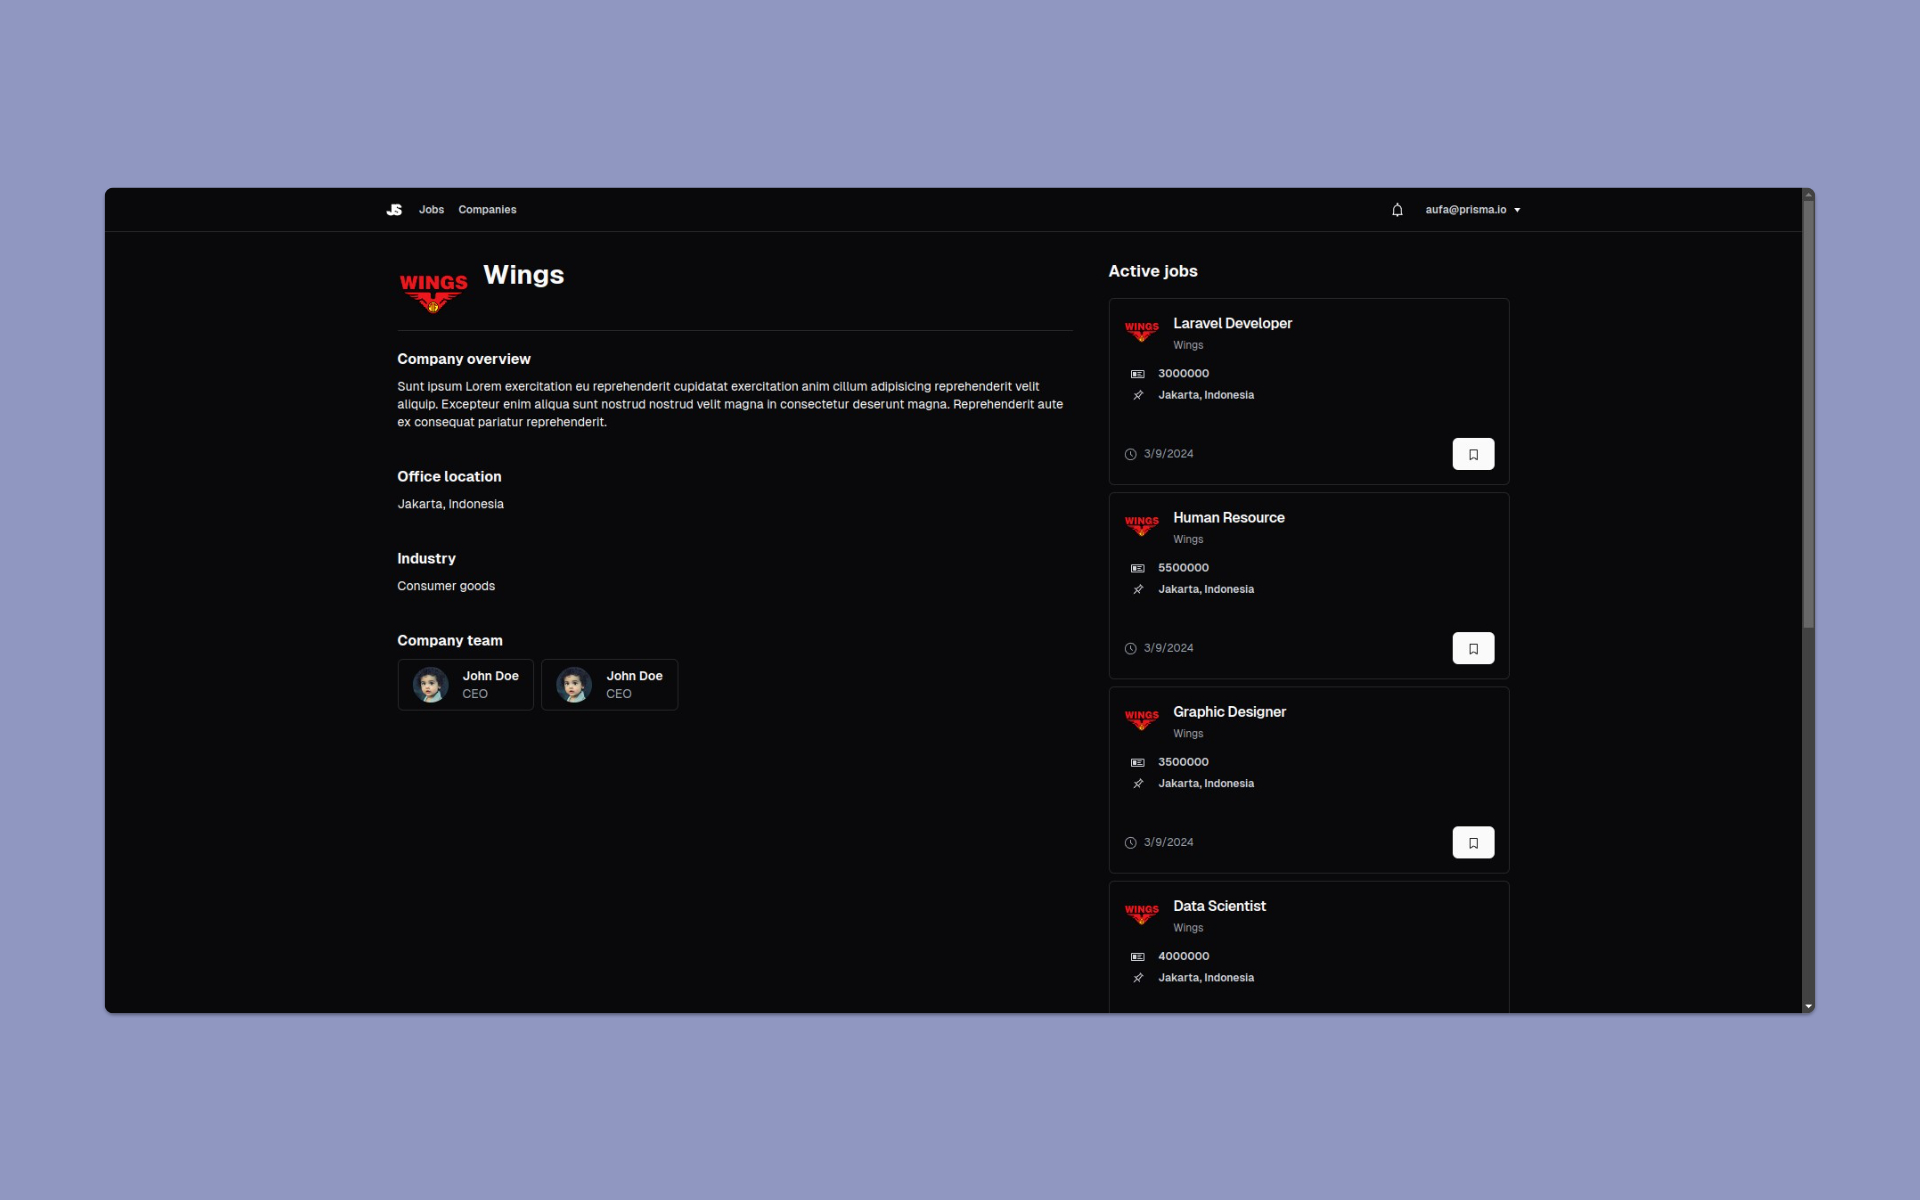 JS Jobs Companies aufa@prisma.io
WINGS Wings
Company overview
Sunt ipsum Lorem exercitation eu reprehenderit cupidatat exercitation anim cillum adipisicing reprehenderit velit
aliquip. Excepteur enim aliqua sunt nostrud nostrud velit magna in consectetur deserunt magna. Reprehenderit aute
ex consequat pariatur reprehenderit.
Office location
Jakarta, Indonesia
Industry
Consumer goods
Company team
John Doe
CEO
John Doe
CEO
Active jobs
WINGS Laravel Developer
Wings
3000000
Jakarta, Indonesia
3/9/2024
WINGS Human Resource
Wings
5500000
Jakarta, Indonesia
3/9/2024
WINGS Graphic Designer
Wings
3500000
Jakarta, Indonesia
3/9/2024
WINGS Data Scientist
Wings
4000000
Jakarta, Indonesia